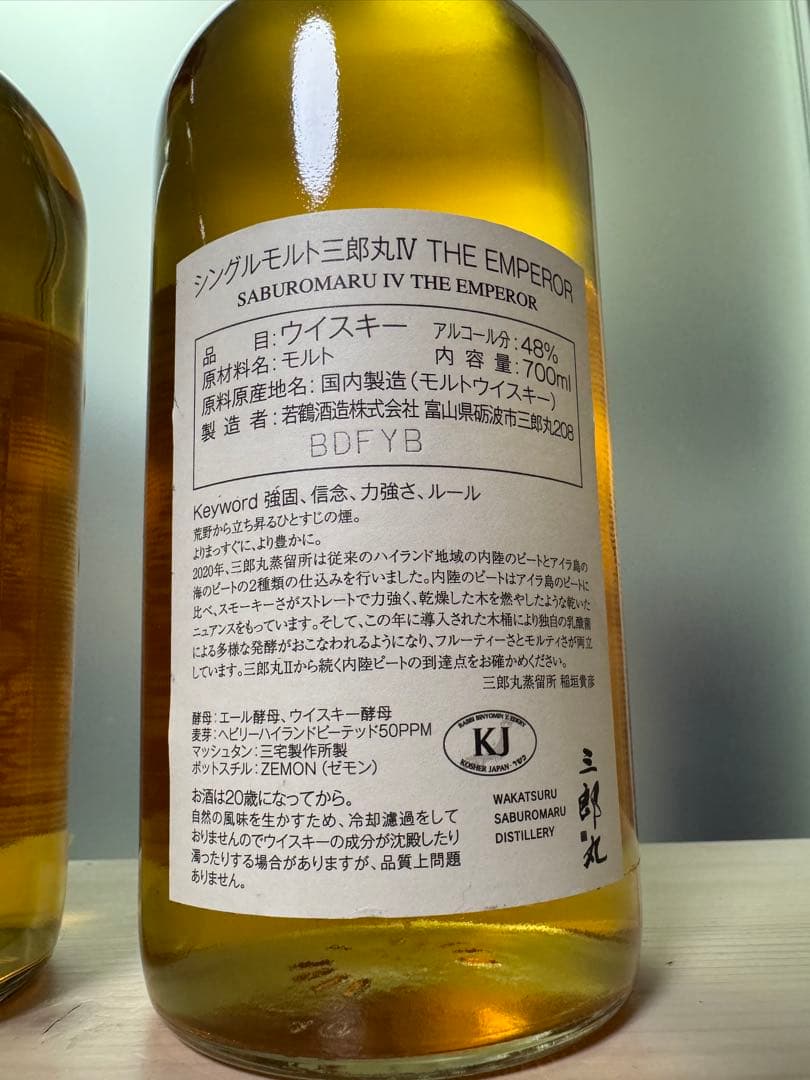 シングルモルト三郎丸Ⅳ THE EMPEROR
SABUROMARU IV THE EMPEROR
品 目:ウイスキー アルコール分:48%
原材料名:モルト 内容量:700ml
原料原産地名:国内製造(モルトウイスキー)
製造者:若鶴酒造株式会社 富山県砺波市三郎丸208
BDFYB
Keyword 強固、信念、力強さ、ルール
荒野から立ち昇るひとすじの煙。
よりまっすぐに、より豊かに。
2020年、三郎丸蒸留所は従来のハイランド地域の内陸のピートとアイラ島の
海のピートの2種類の仕込みを行いました。内陸のピートはアイラ島のピートに
比べ、スモーキーさがストレートで力強く、乾燥した木を燃やしたような乾いた
ニュアンスをもっています。そして、この年に導入された木桶により独自の乳酸菌
による多様な発酵がおこなわれるようになり、フルーティーさとモルティさが両立
しています。三郎丸Ⅱから続く内陸ピートの到達点をお確かめください。
三郎丸蒸留所 稲垣貴彦
酵母:エール酵母、ウイスキー酵母
麦芽:ヘビリーハイランドピーテッド50PPM
マッシュタン:三宅製作所製
ポットスチル:ZEMON(ゼモン)
RABBI BINYOMIN Y. EDERY
KJ
KOSHER JAPAN・כשר
お酒は20歳になってから。
自然の風味を生かすため、冷却濾過をして
おりませんのでウイスキーの成分が沈殿したり
濁ったりする場合がありますが、品質上問題
ありません。
WAKATSURU
SABUROMARU
DISTILLERY
三郎丸